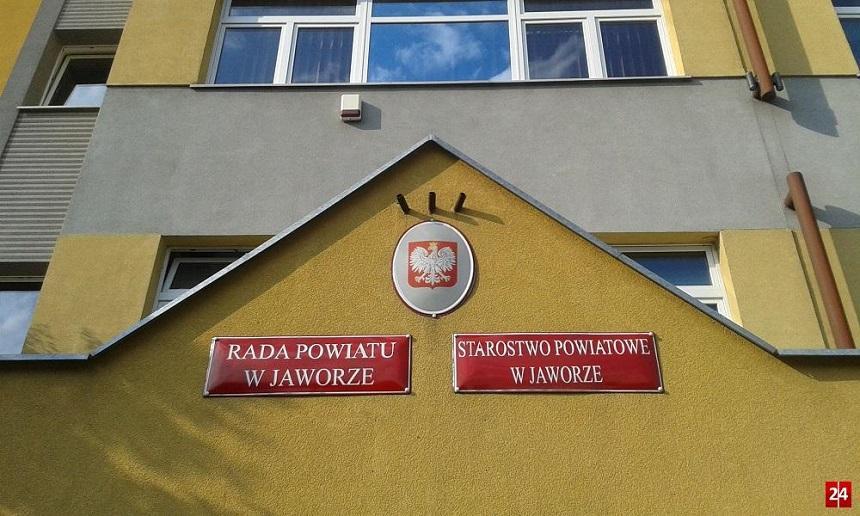 RADA POWIATU
W JAWORZE
STAROSTWO POWIATOWE
W JAWORZE
24